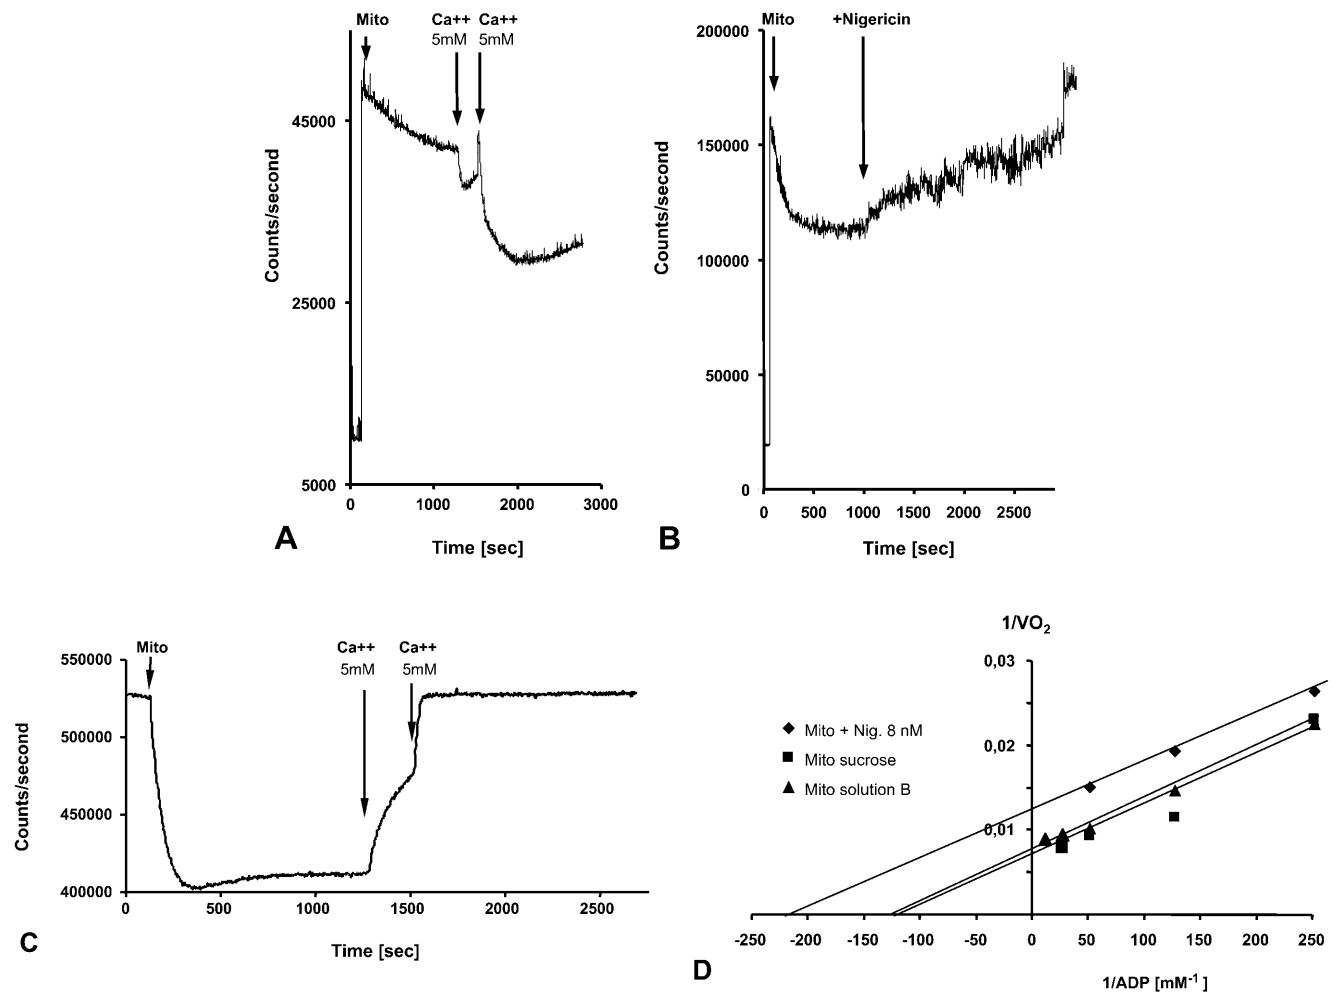 Mito
Ca++ Ca++
5mM 5mM
45000
25000
5000
0 1000 2000 3000
Counts/second
Time [sec]
A
Mito +Nigericin
200000
150000
100000
50000
0
0 500 1000 1500 2000 2500
Counts/second
Time [sec]
B
Mito Ca++ Ca++
5mM 5mM
550000
500000
450000
400000
0 500 1000 1500 2000 2500
Counts/second
Time [sec]
C
1/VO2
0,03
0,02
0,01
Mito + Nig. 8 nM
Mito sucrose
Mito solution B
-250 -200 -150 -100 -50 0 50 100 150 200 250
1/ADP [mM-1 ]
D